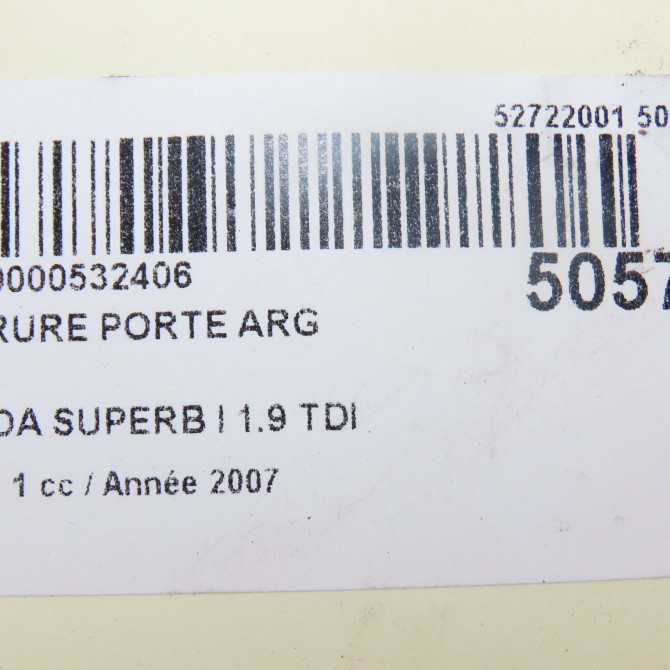 52722001 50
0000532406
5057
RURE PORTE ARG
DA SUPERB I 1.9 TDI
1 cc / Année 2007